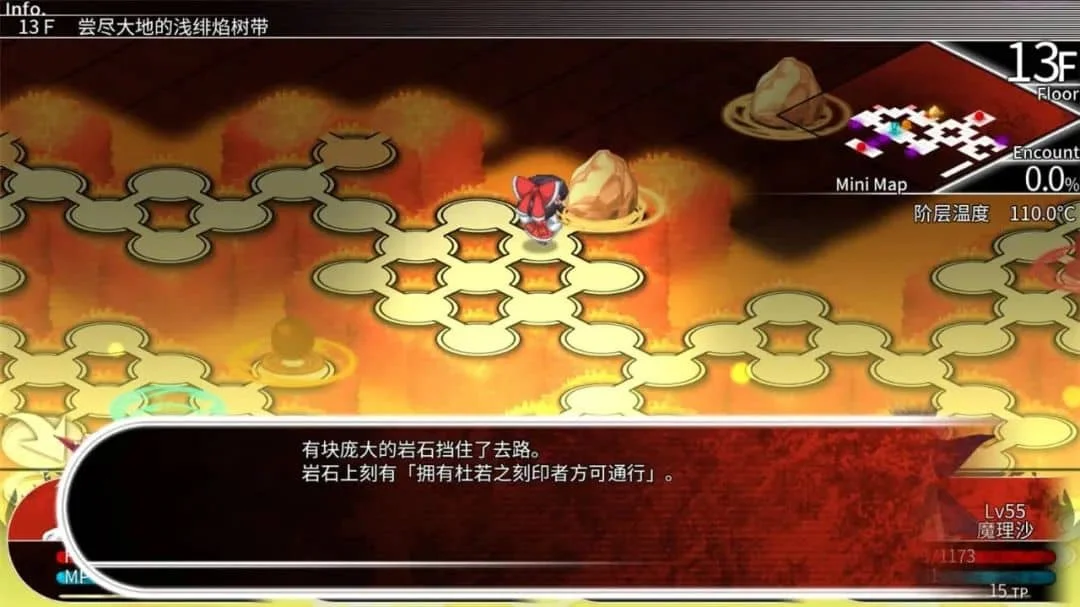 Info.
13F 尝尽大地的浅绯焰树带
13F
Floor
Encount
0.0%
Mini Map
阶层温度 110.0℃
有块庞大的岩石挡住了去路。
岩石上刻有「拥有杜若之刻印者方可通行」。
Lv55
魔理沙
/1173
MP
15 TP